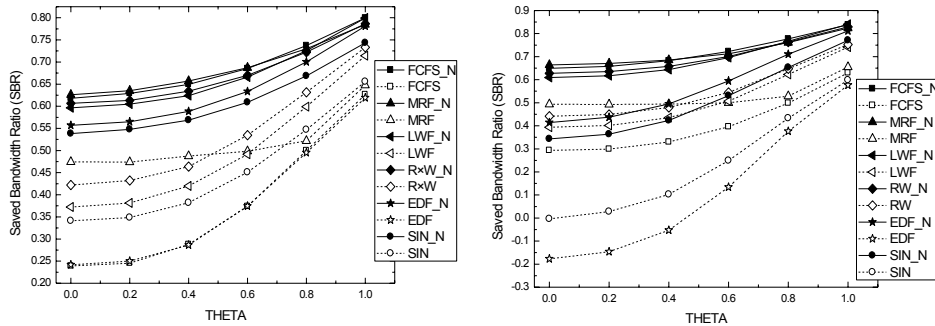 0.80
0.75
0.70
0.65
0.60
0.55
0.50
0.45
0.40
0.35
0.30
0.25
0.20
Saved Bandwidth Ratio (SBR)
0.0 0.2 0.4 0.6 0.8 1.0
THETA
FCFS_N
FCFS
MRF_N
MRF
LWF_N
LWF
R×W_N
R×W
EDF_N
EDF
SIN_N
SIN
0.9
0.8
0.7
0.6
0.5
0.4
0.3
0.2
0.1
0.0
-0.1
-0.2
-0.3
Saved Bandwidth Ratio (SBR)
0.0 0.2 0.4 0.6 0.8 1.0
THETA
FCFS_N
FCFS
MRF_N
MRF
LWF_N
LWF
RW_N
RW
EDF_N
EDF
SIN_N
SIN